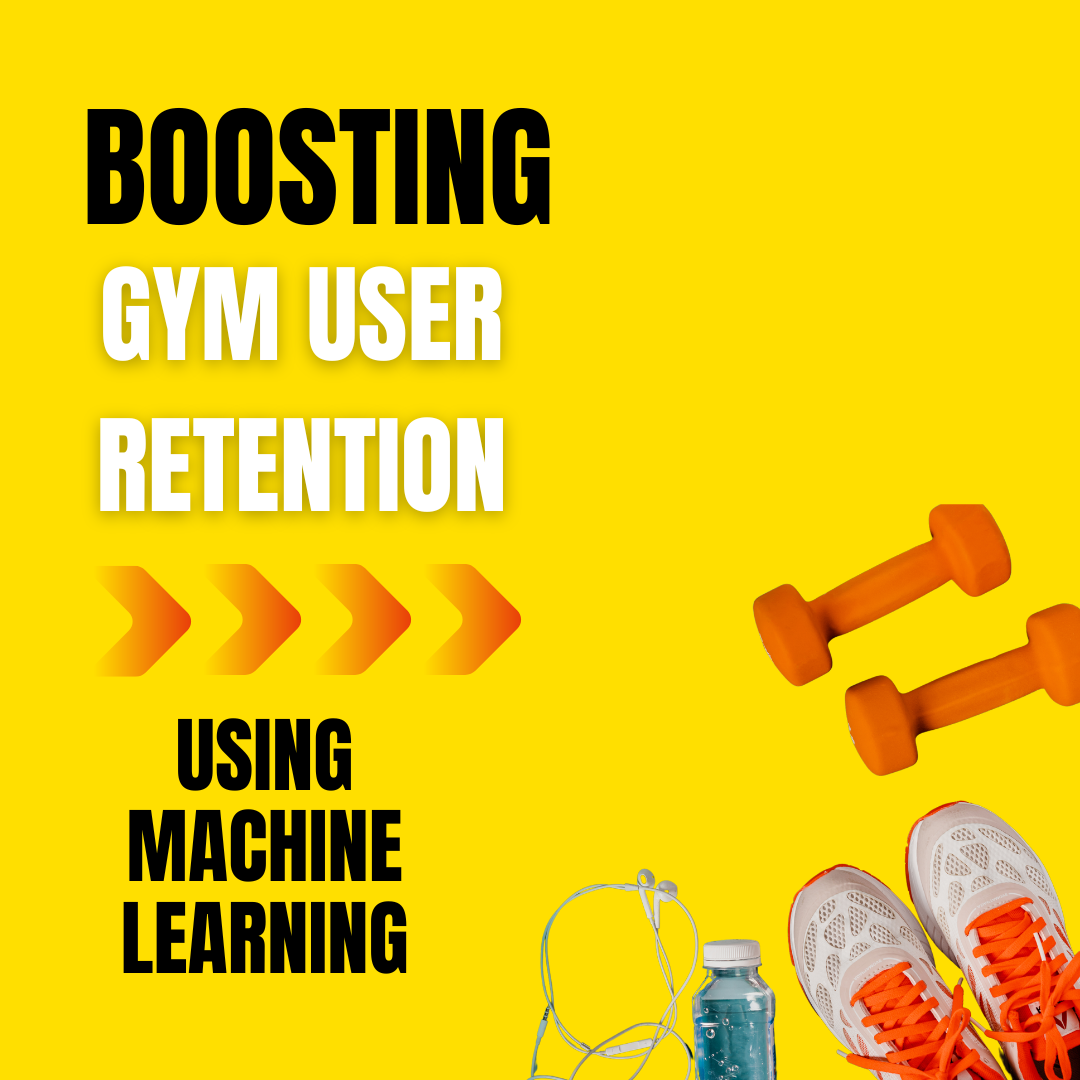 BOOSTING
GYM USER
RETENTION
USING
MACHINE
LEARNING